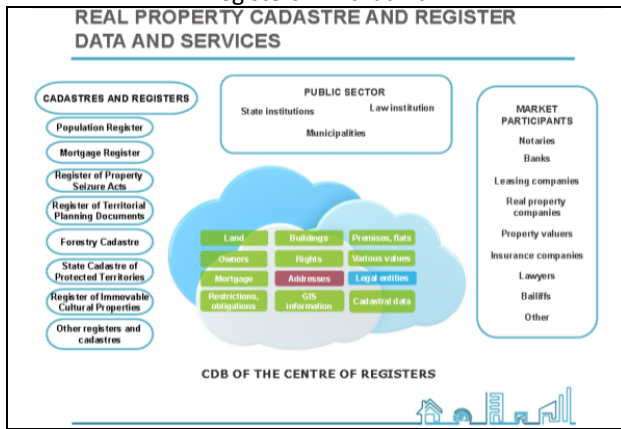 REAL PROPERTY CADASTRE AND REGISTER
DATA AND SERVICES
CADASTRES AND REGISTERS
Population Register
Mortgage Register
Register of Property
Seizure Acts
Register of Territorial
Planning Documents
Forestry Cadastre
State Cadastre of
Protected Territories
Register of Immovable
Cultural Properties
Other registers and
cadastres
PUBLIC SECTOR
State institutions
Law institution
Municipalities
MARKET
PARTICIPANTS
Notaries
Banks
Leasing companies
Real property
companies
Property valuers
Insurance companies
Lawyers
Bailiffs
Other
Land
Buildings
Premises, flats
Owners
Rights
Various values
Mortgage
Addresses
Legal entities
Restrictions,
obligations
GIS
Information
Cadastral data
CDB OF THE CENTRE OF REGISTERS